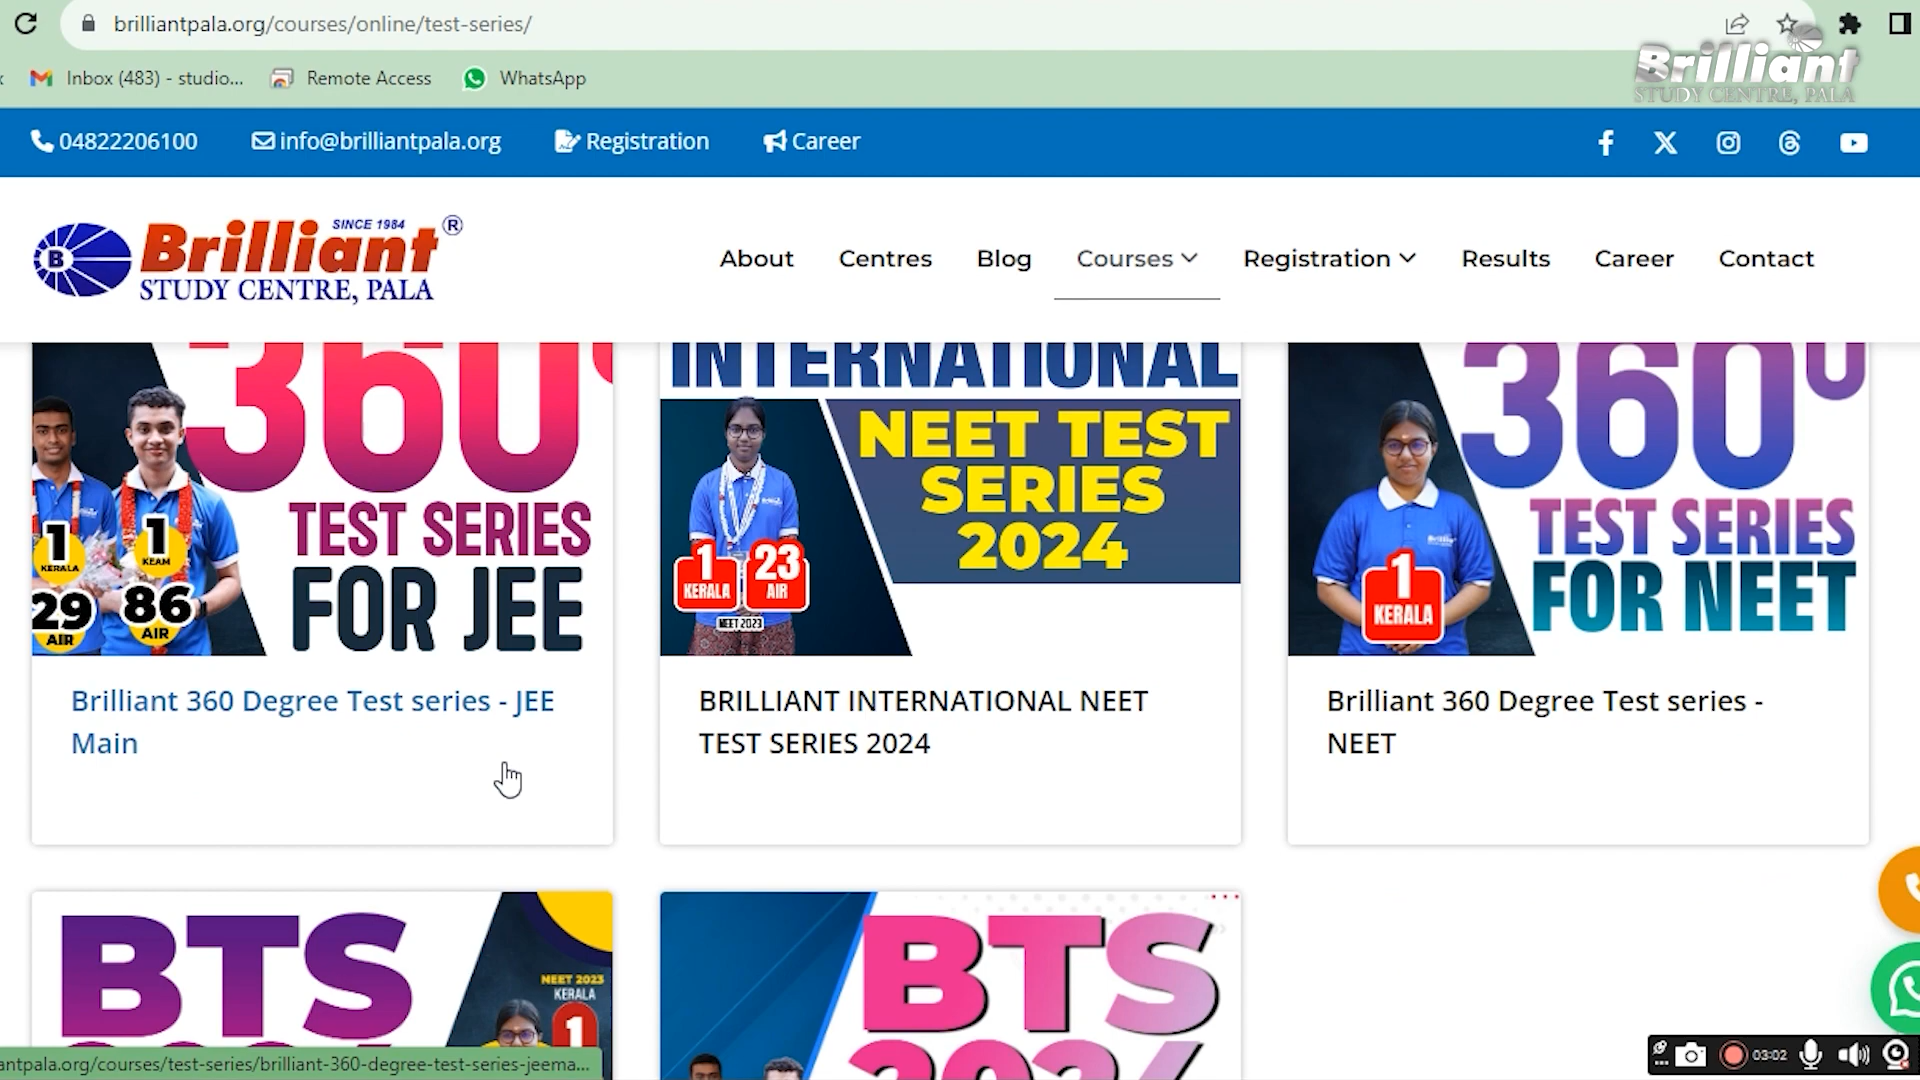 brilliantpala.org/courses/online/test-series/
Inbox (483) - studio...
Remote Access
WhatsApp
Brilliant
STUDY CENTRE, PALA
04822206100
info@brilliantpala.org
Registration
Career
SINCE 1984
B
Brilliant ®
STUDY CENTRE, PALA
About
Centres
Blog
Courses
Registration
Results
Career
Contact
360°
TEST SERIES
FOR JEE
1
KERALA
29
AIR
1
KEAM
86
AIR
Brilliant 360 Degree Test series - JEE
Main
INTERNATIONAL
NEET TEST
SERIES
2024
1
KERALA
23
AIR
NEET 2023
BRILLIANT INTERNATIONAL NEET
TEST SERIES 2024
360°
TEST SERIES
FOR NEET
1
KERALA
Brilliant 360 Degree Test series -
NEET
BTS
2024
NEET 2023
KERALA
1
BTS
2024
antpala.org/courses/test-series/brilliant-360-degree-test-series-jeema...
03:02